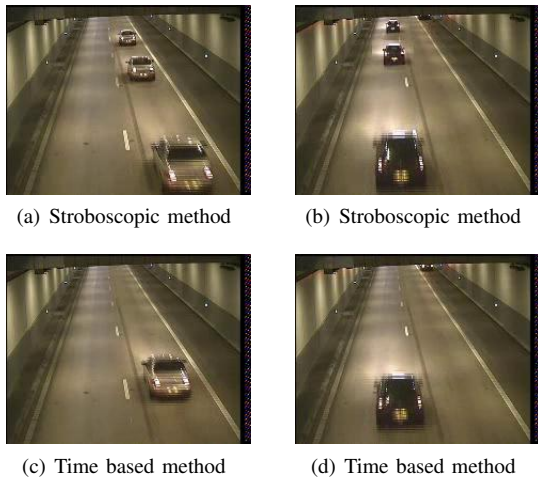 (a) Stroboscopic method
(b) Stroboscopic method
(c) Time based method
(d) Time based method